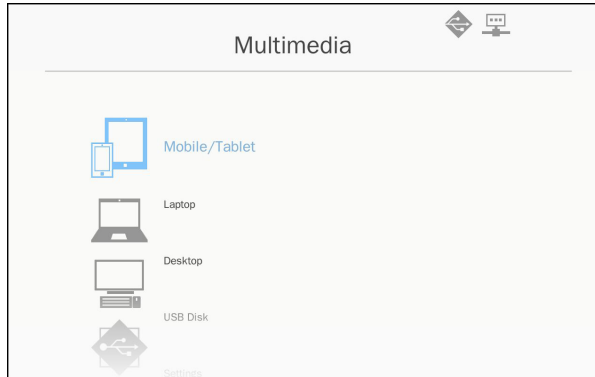 Multimedia
Mobile/Tablet
Laptop
Desktop
USB Disk
Settings